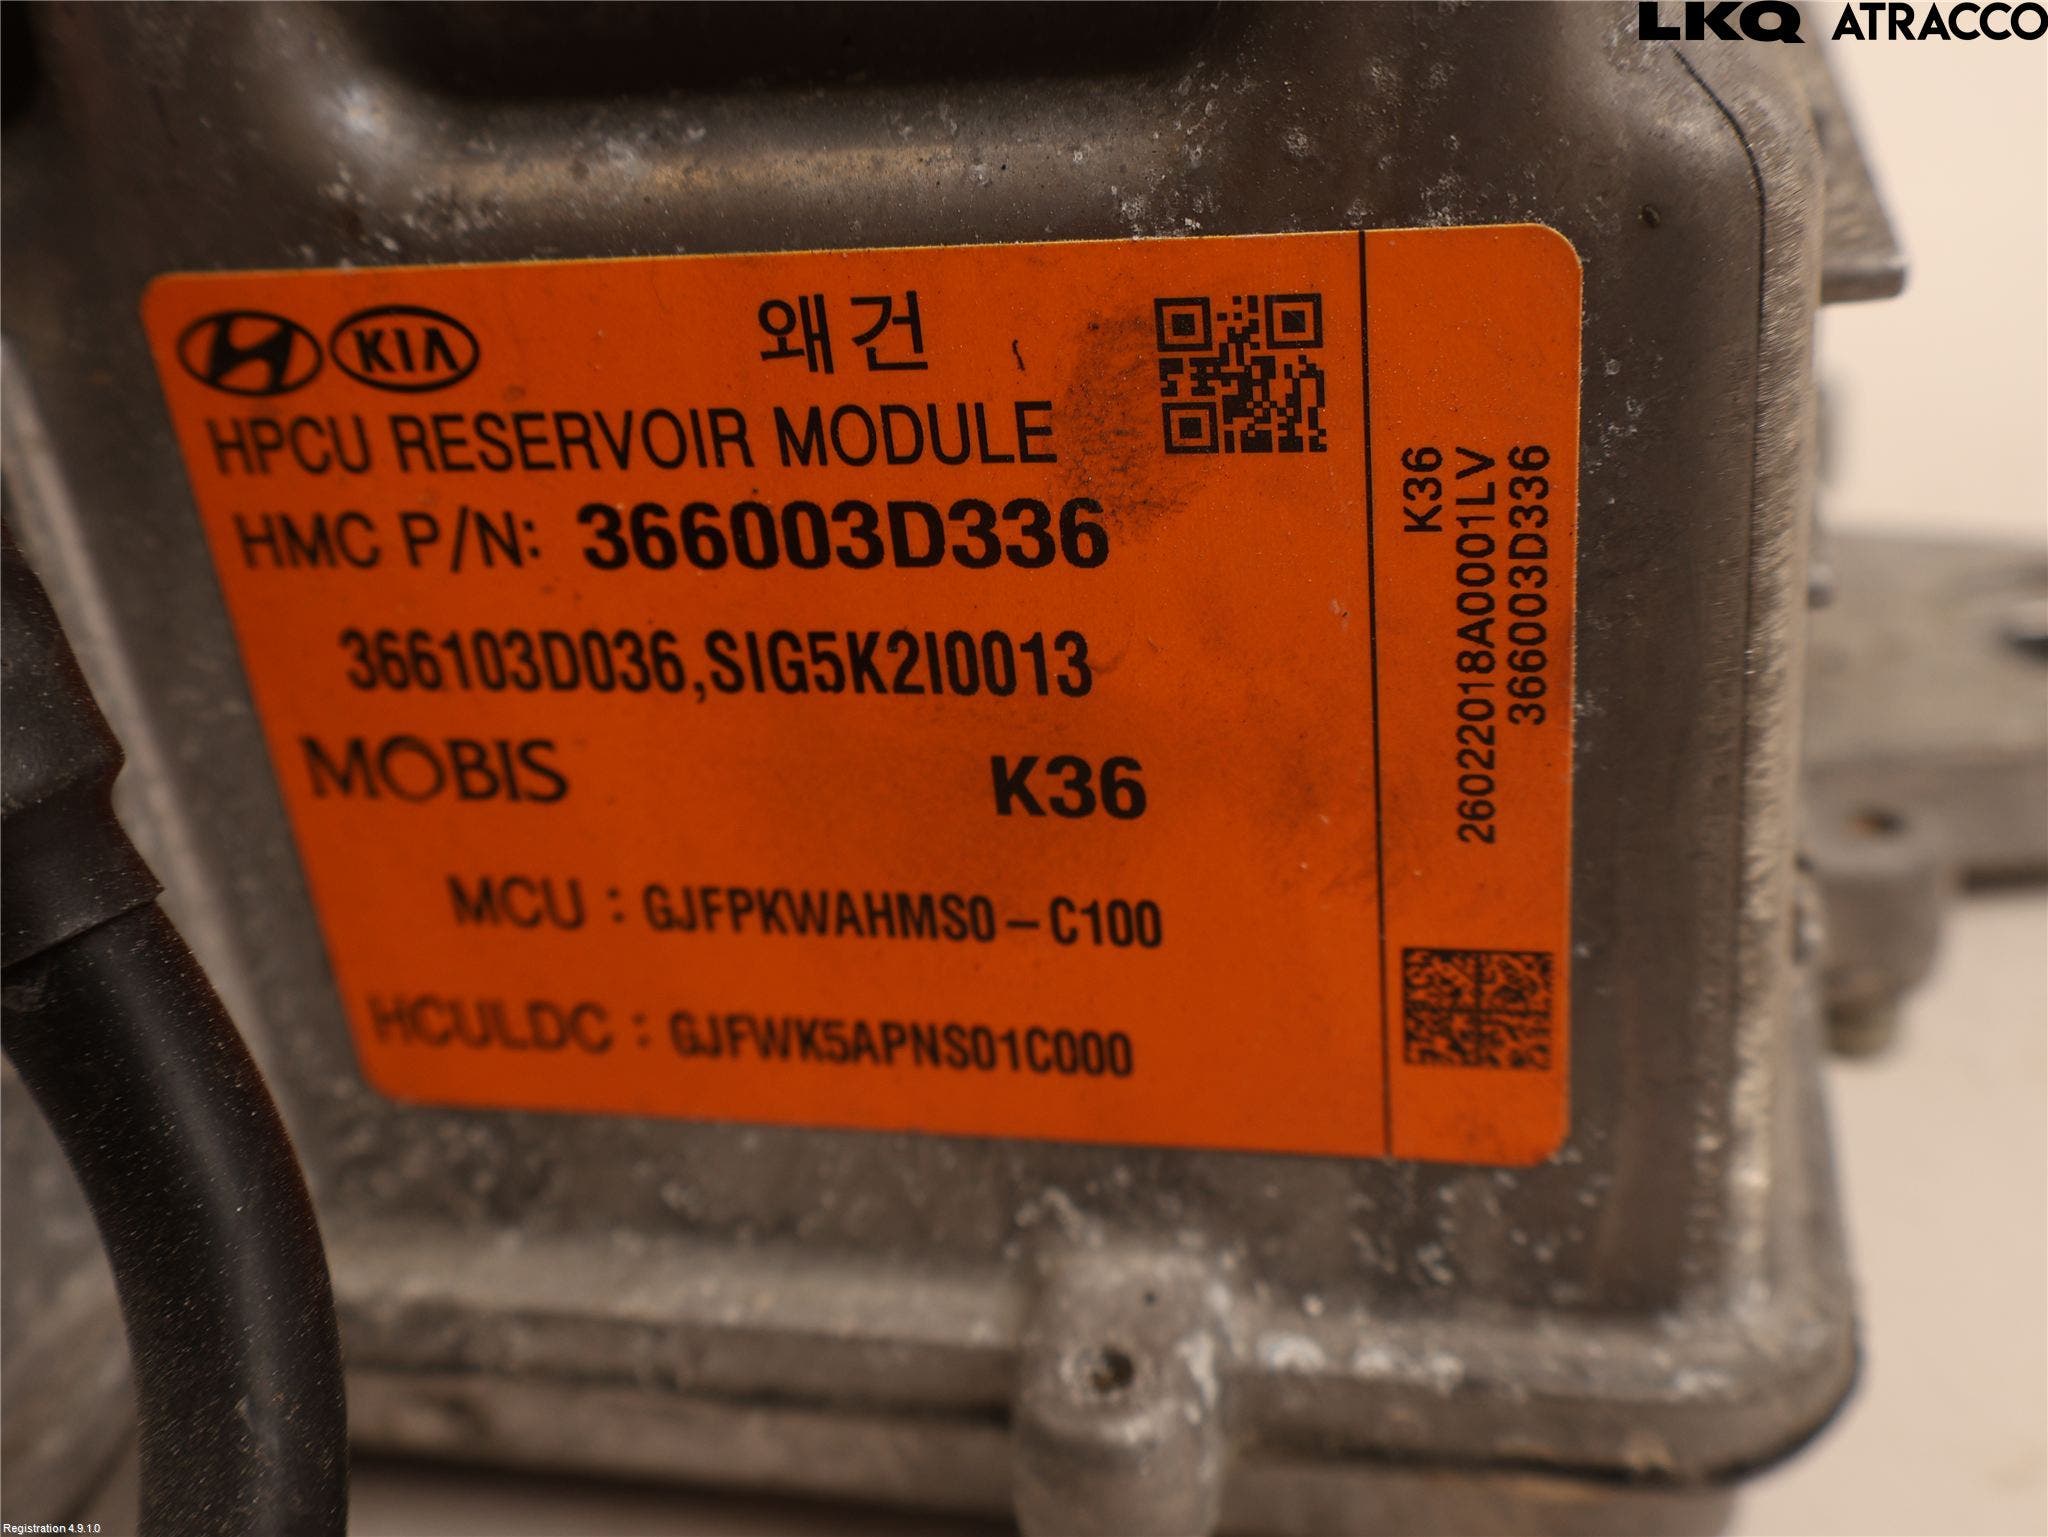 LKQ ATRACCO
KIA 왜건
HPCU RESERVOIR MODULE
HMC P/N: 366003D336
366103D036,SIG5K2I0013
MOBIS K36
MCU : GJFPKWAHMS0-C100
HCULDC : GJFWK5APNS01C000
K36
26022018A0001LV
366003D336
Registration 4.9.1.0